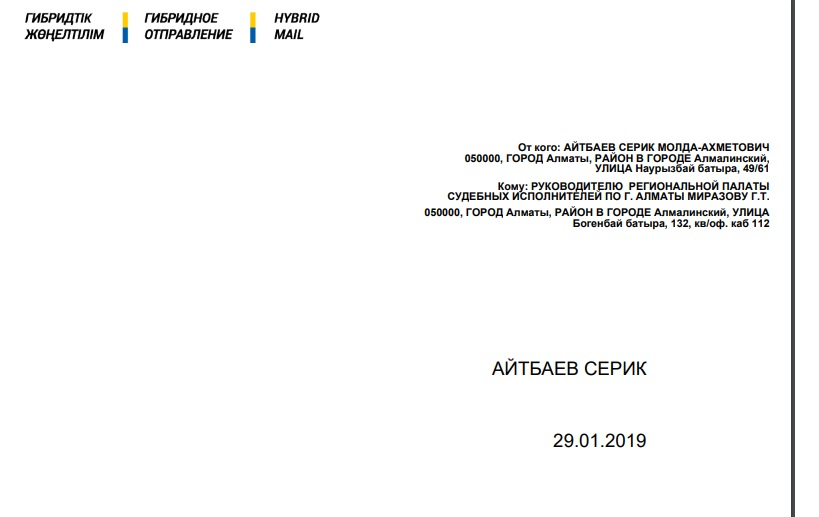 ГИБРИДТІК ГИБРИДНОЕ HYBRID
ЖӨҢЕЛТІЛІМ ОТПРАВЛЕНИЕ MAIL
От кого: АЙТБАЕВ СЕРИК МОЛДА-АХМЕТОВИЧ
050000, ГОРОД Алматы, РАЙОН В ГОРОДЕ Алмалинский,
УЛИЦА Наурызбай батыра, 49/61
Кому: РУКОВОДИТЕЛЮ РЕГИОНАЛЬНОЙ ПАЛАТЫ
СУДЕБНЫХ ИСПОЛНИТЕЛЕЙ ПО Г. АЛМАТЫ МИРАЗОВУ Г.Т.
050000, ГОРОД Алматы, РАЙОН В ГОРОДЕ Алмалинский, УЛИЦА
Богенбай батыра, 132, кв/оф. каб 112
АЙТБАЕВ СЕРИК
29.01.2019